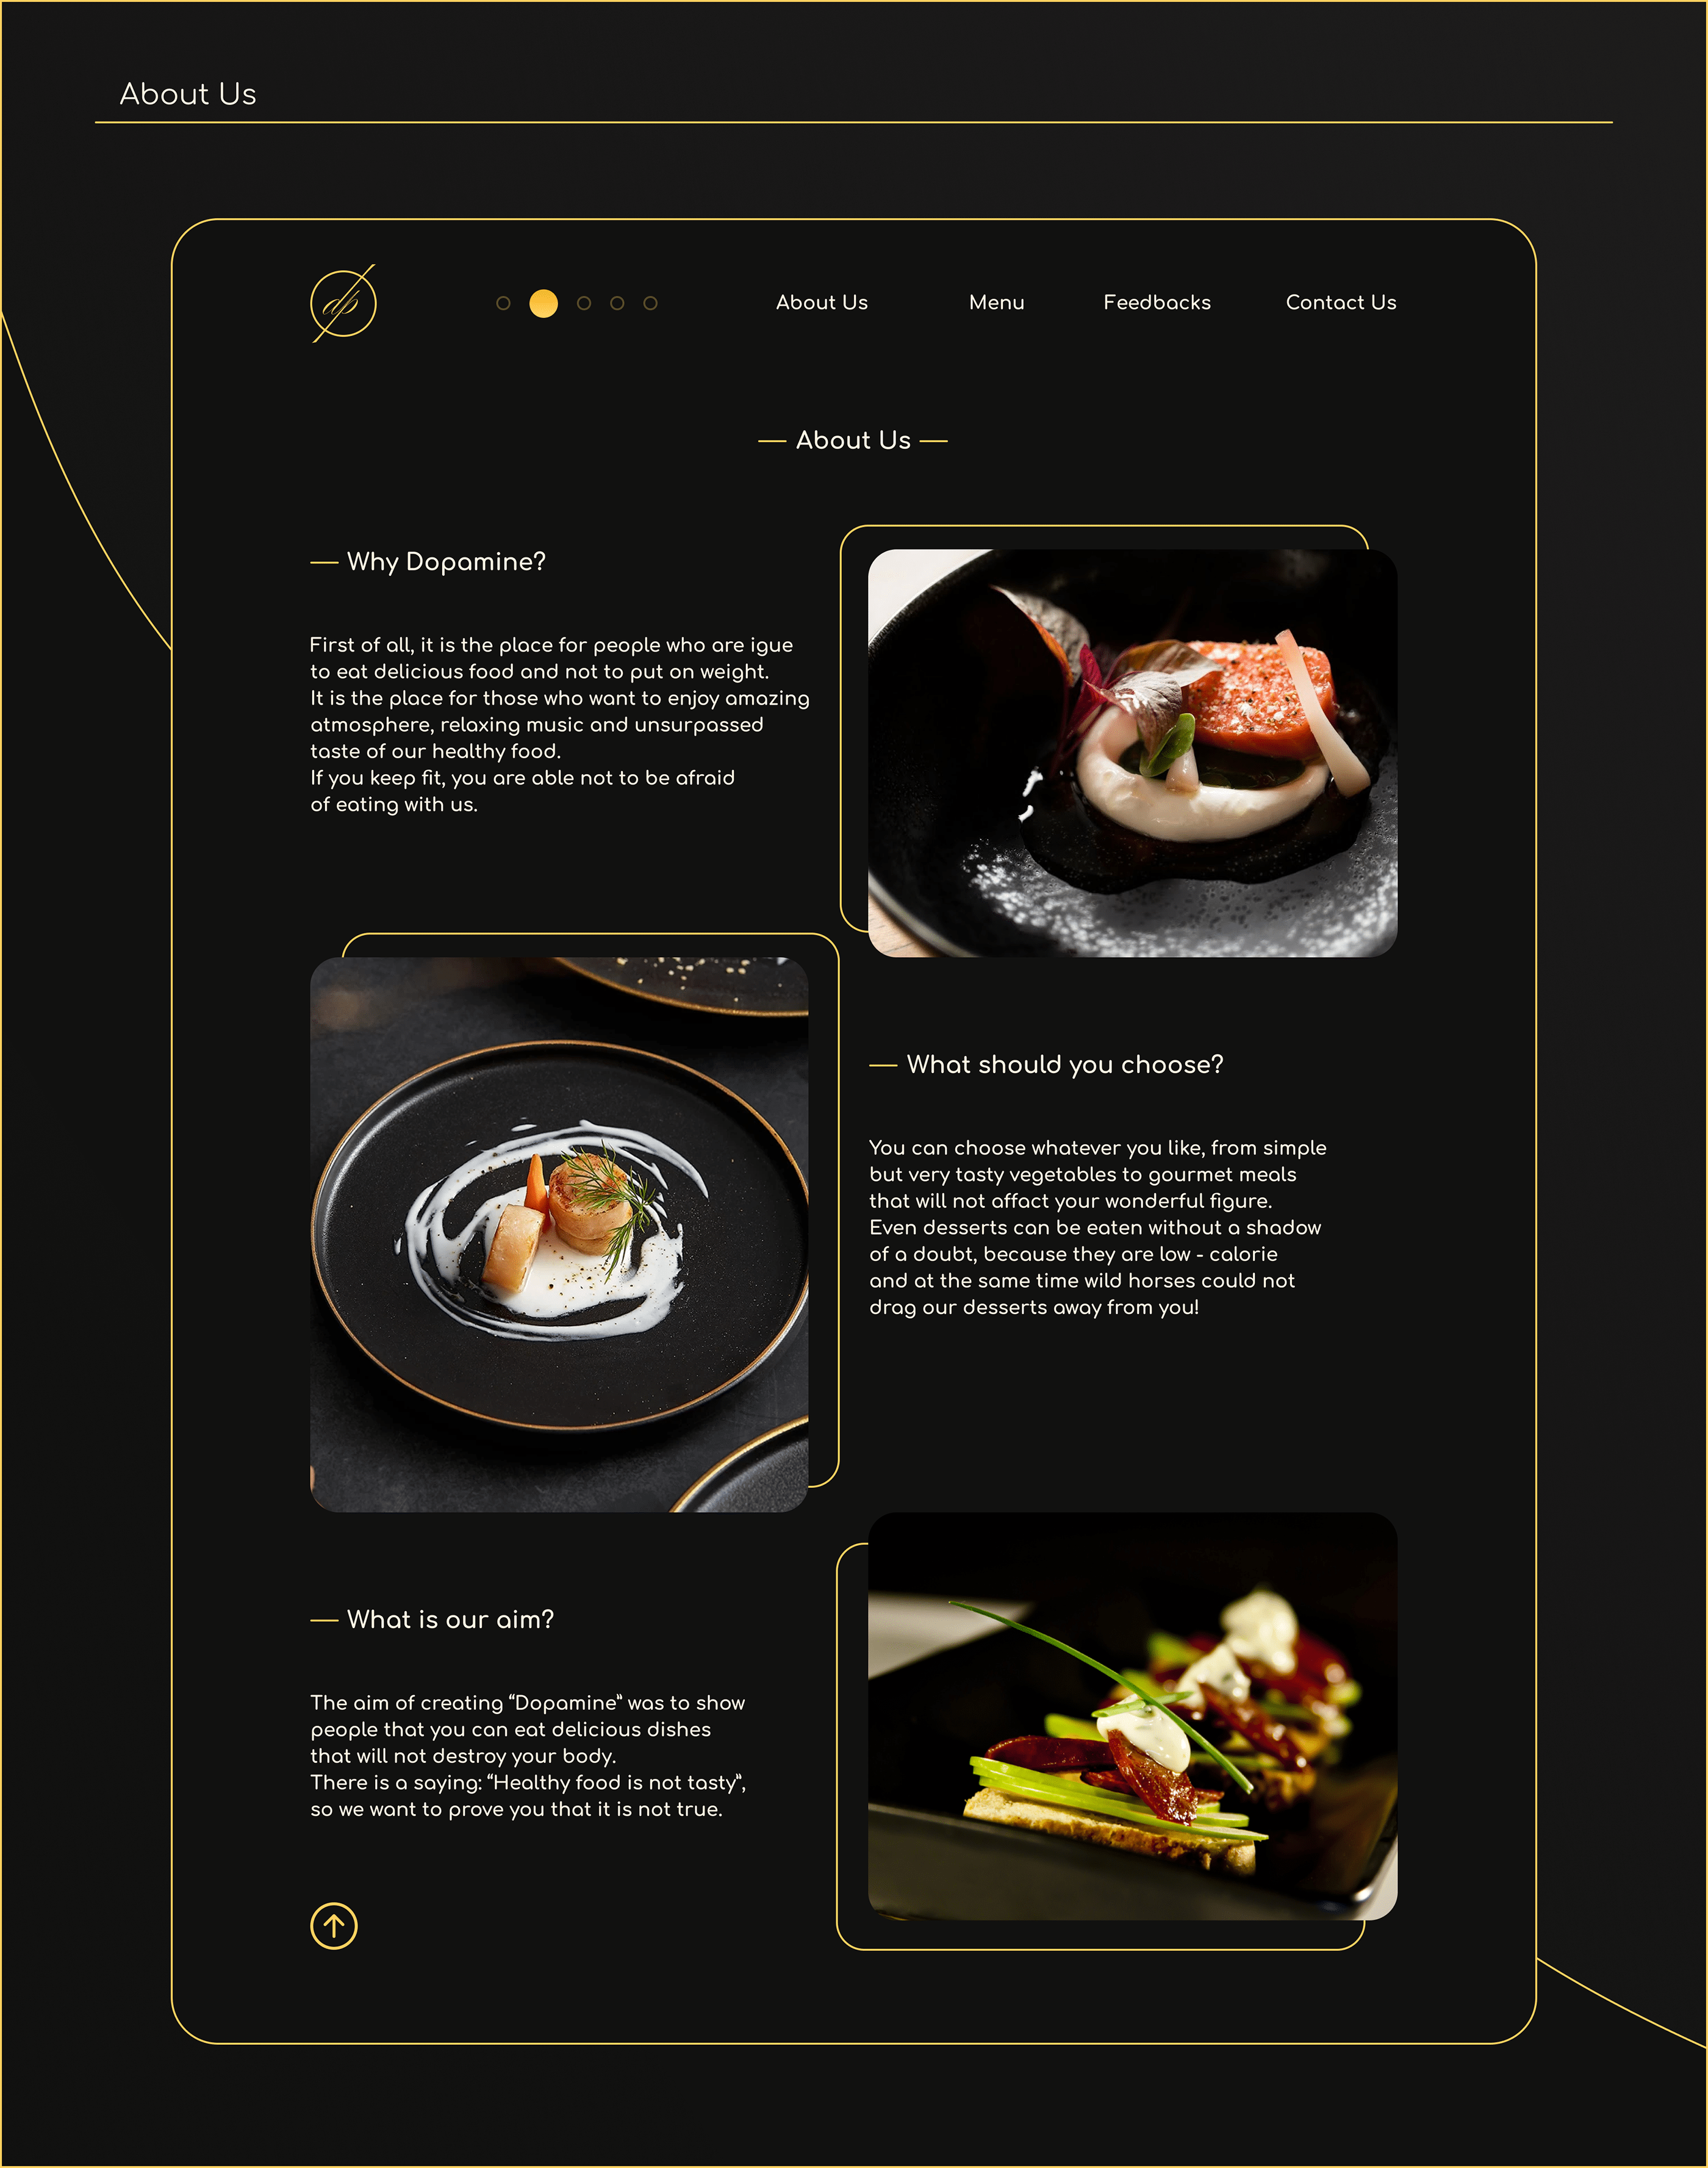 About Us
dp
About Us
Menu
Feedbacks
Contact Us
— About Us —
— Why Dopamine?
First of all, it is the place for people who are igue
to eat delicious food and not to put on weight.
It is the place for those who want to enjoy amazing
atmosphere, relaxing music and unsurpassed
taste of our healthy food.
If you keep fit, you are able not to be afraid
of eating with us.
— What should you choose?
You can choose whatever you like, from simple
but very tasty vegetables to gourmet meals
that will not affact your wonderful figure.
Even desserts can be eaten without a shadow
of a doubt, because they are low - calorie
and at the same time wild horses could not
drag our desserts away from you!
— What is our aim?
The aim of creating “Dopamine” was to show
people that you can eat delicious dishes
that will not destroy your body.
There is a saying: “Healthy food is not tasty”,
so we want to prove you that it is not true.